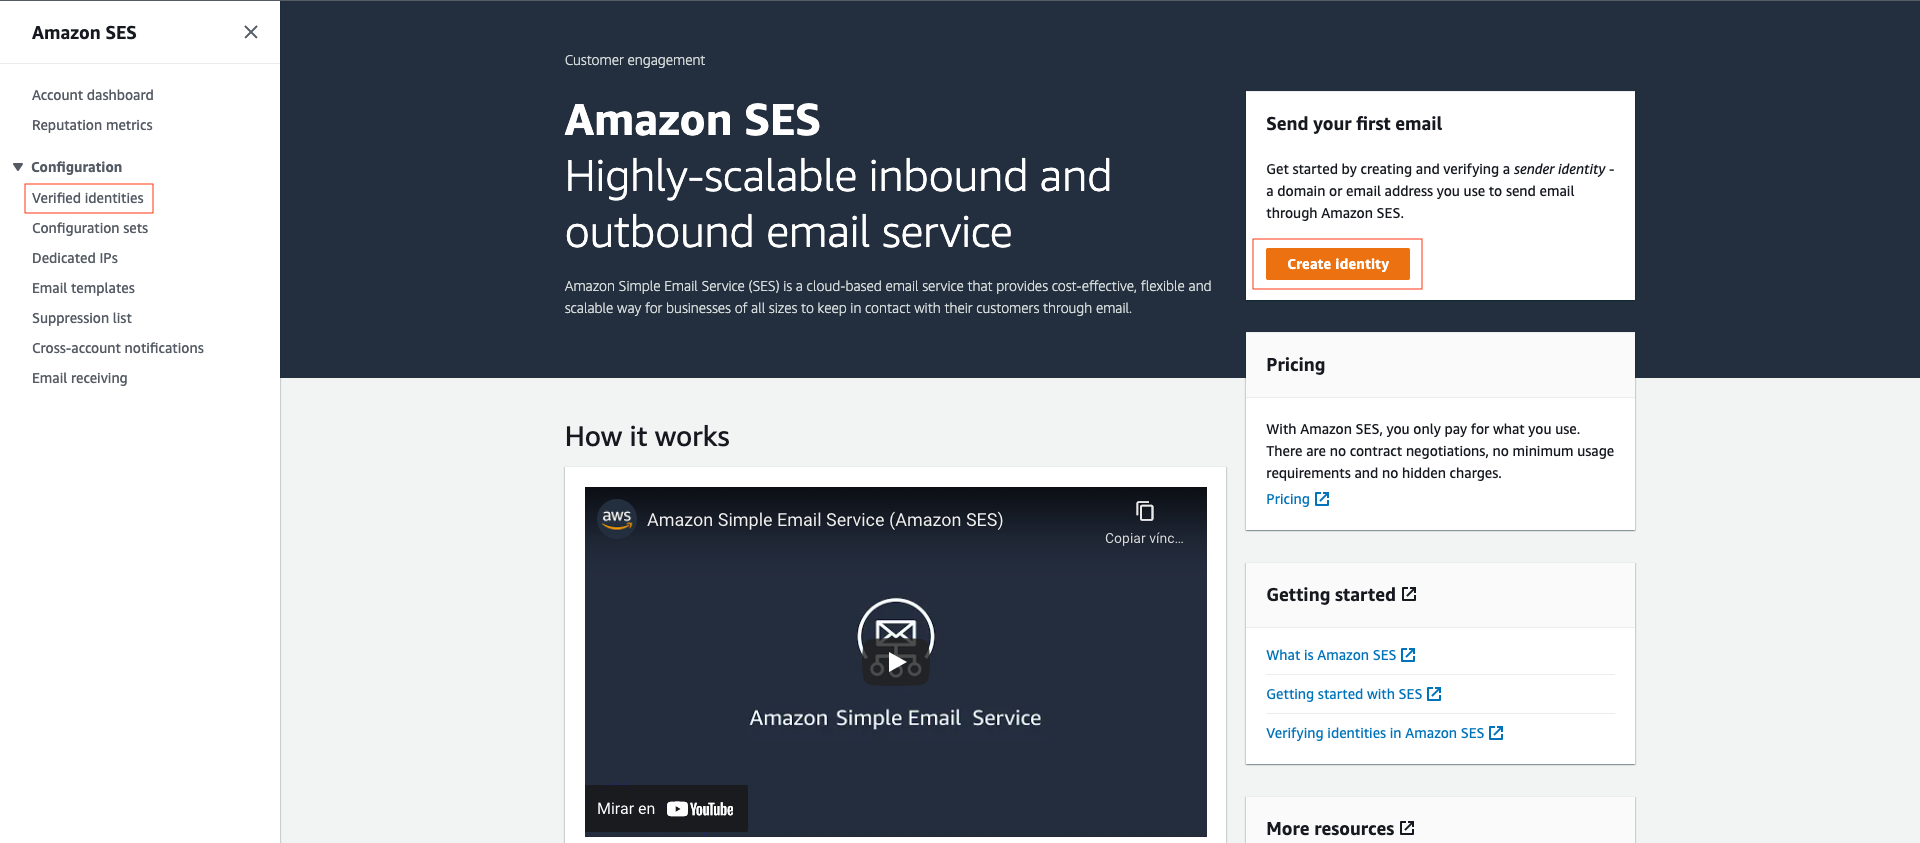 Amazon SES
Account dashboard
Reputation metrics
Configuration
Verified identities
Configuration sets
Dedicated IPs
Email templates
Suppression list
Cross-account notifications
Email receiving
Customer engagement
Amazon SES
Highly-scalable inbound and
outbound email service
Amazon Simple Email Service (SES) is a cloud-based email service that provides cost-effective, flexible and
scalable way for businesses of all sizes to keep in contact with their customers through email.
Send your first email
Get started by creating and verifying a sender identity -
a domain or email address you use to send email
through Amazon SES.
Create identity
Pricing
With Amazon SES, you only pay for what you use.
There are no contract negotiations, no minimum usage
requirements and no hidden charges.
Pricing
How it works
aws
Amazon Simple Email Service (Amazon SES)
Copiar vínc...
Amazon Simple Email Service
Mirar en YouTube
Getting started
What is Amazon SES
Getting started with SES
Verifying identities in Amazon SES
More resources